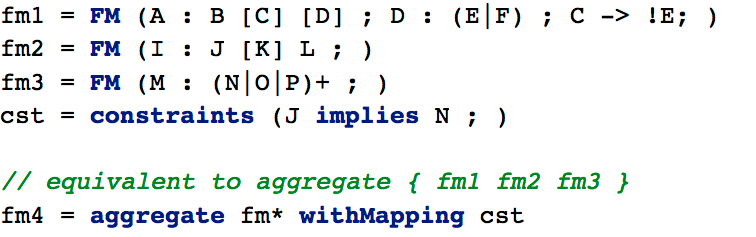 fm1 = FM (A : B [C] [D] ; D : (E|F) ; C -> !E; )
fm2 = FM (I : J [K] L ; )
fm3 = FM (M : (N|O|P)+ ; )
cst = constraints (J implies N ; )
// equivalent to aggregate { fm1 fm2 fm3 }
fm4 = aggregate fm* withMapping cst